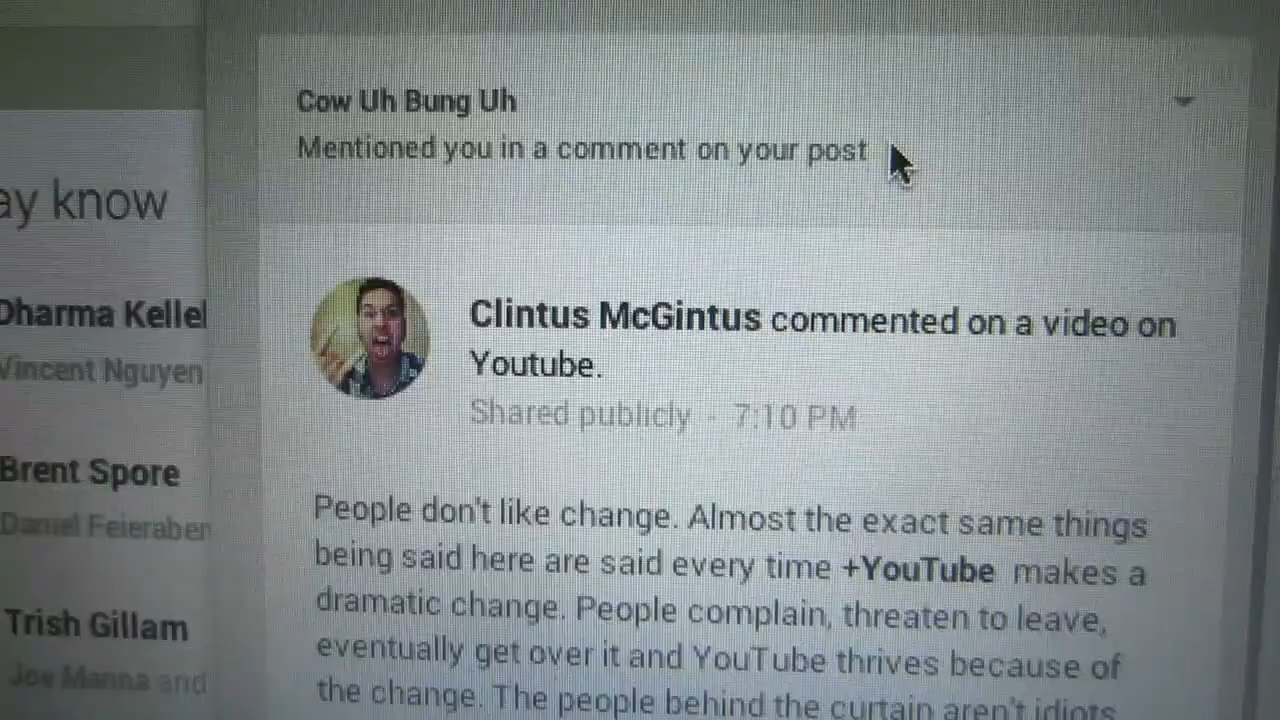 Cow Uh Bung Uh
Mentioned you in a comment on your post
ay know
Dharma Kellel
Vincent Nguyen
Brent Spore
Daniel Feieraben
Trish Gillam
Joe Manna and
Clintus McGintus commented on a video on
Youtube.
Shared publicly - 7:10 PM
People don't like change. Almost the exact same things
being said here are said every time +YouTube makes a
dramatic change. People complain, threaten to leave,
eventually get over it and YouTube thrives because of
the change. The people behind the curtain aren't idiots